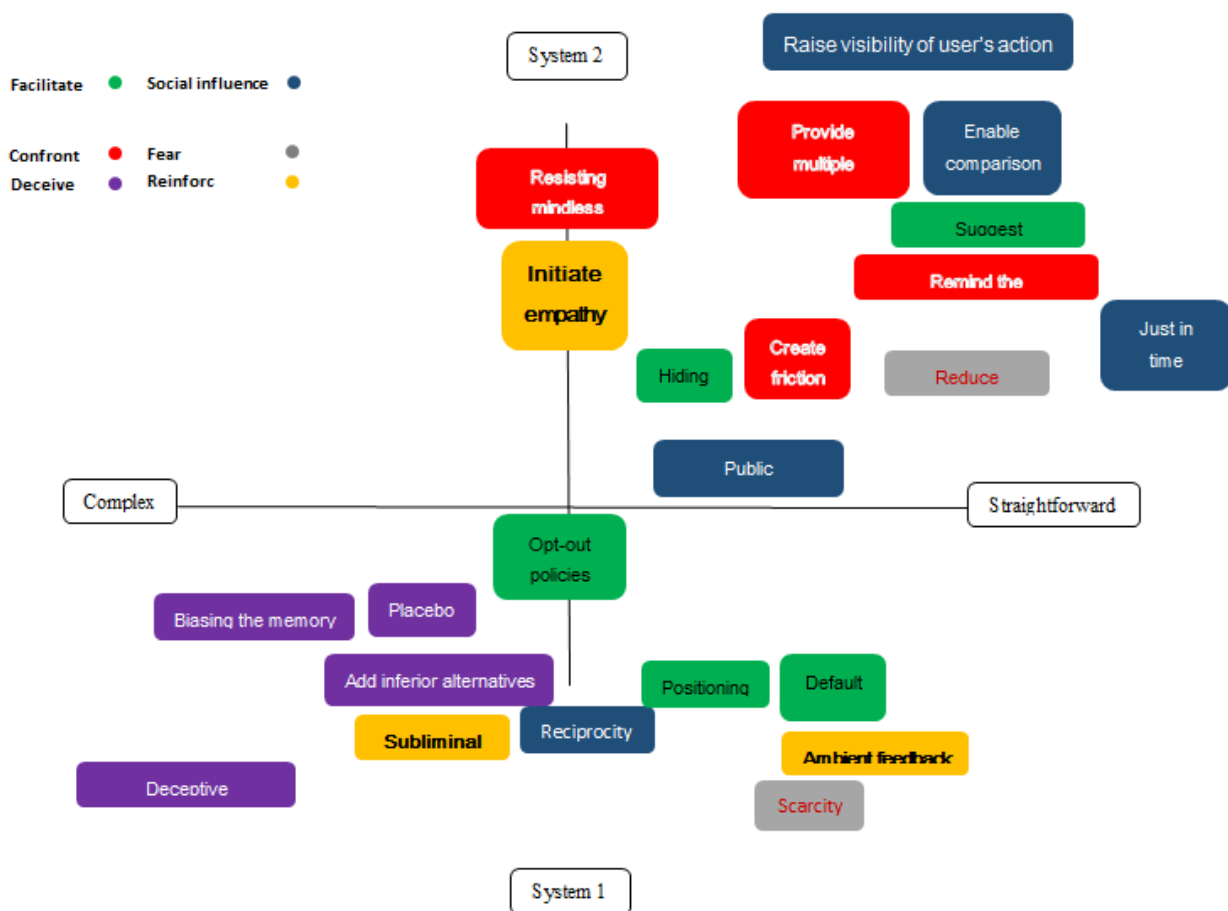 System 2
Raise visibility of user's action
Facilitate
Social influence
Confront
Fear
Deceive
Reinforc
Provide
multiple
Enable
comparison
Resisting
mindless
Suggest
Initiate
empathy
Remind the
Just in
time
Create
friction
Hiding
Reduce
Public
Complex
Straightforward
Opt-out
policies
Biasing the memory
Placebo
Add inferior alternatives
Positioning
Default
Subliminal
Reciprocity
Ambient feedback
Deceptive
Scarcity
System 1